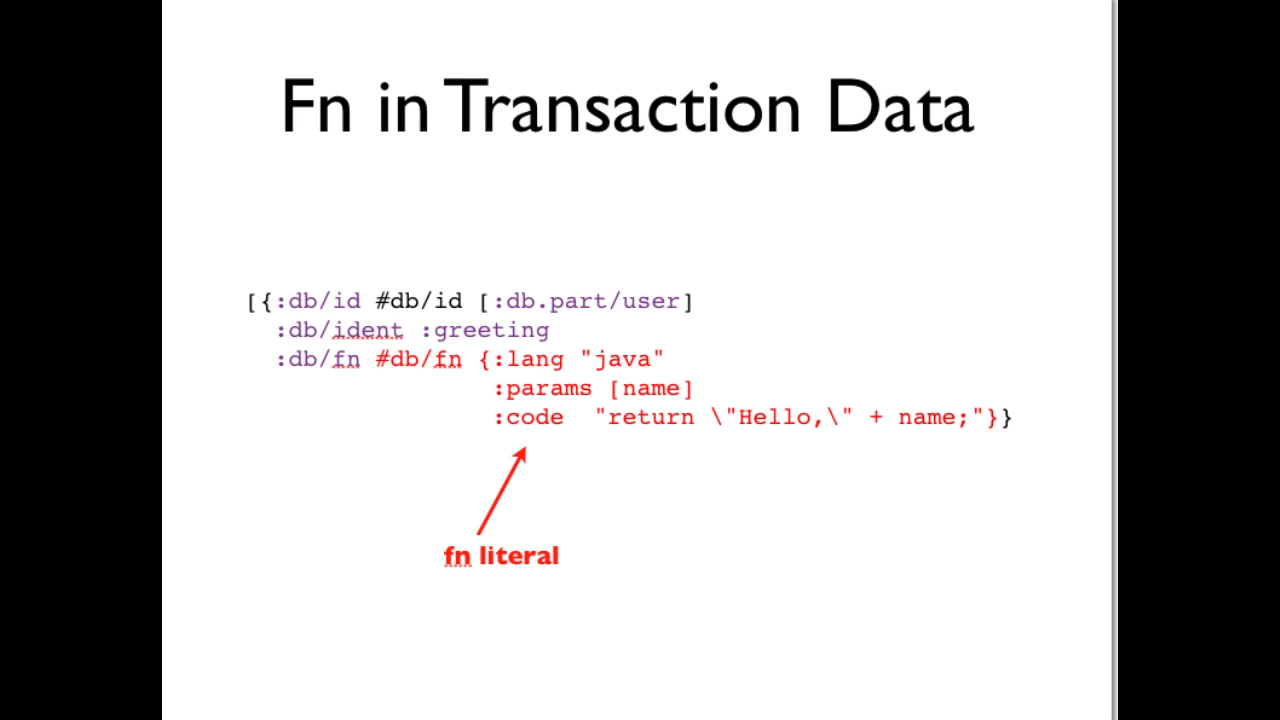 Fn in Transaction Data
[{:db/id #db/id [:db.part/user]
:db/ident :greeting
:db/fn #db/fn {:lang "java"
:params [name]
:code "return \"Hello,\" + name;"}}
fn literal